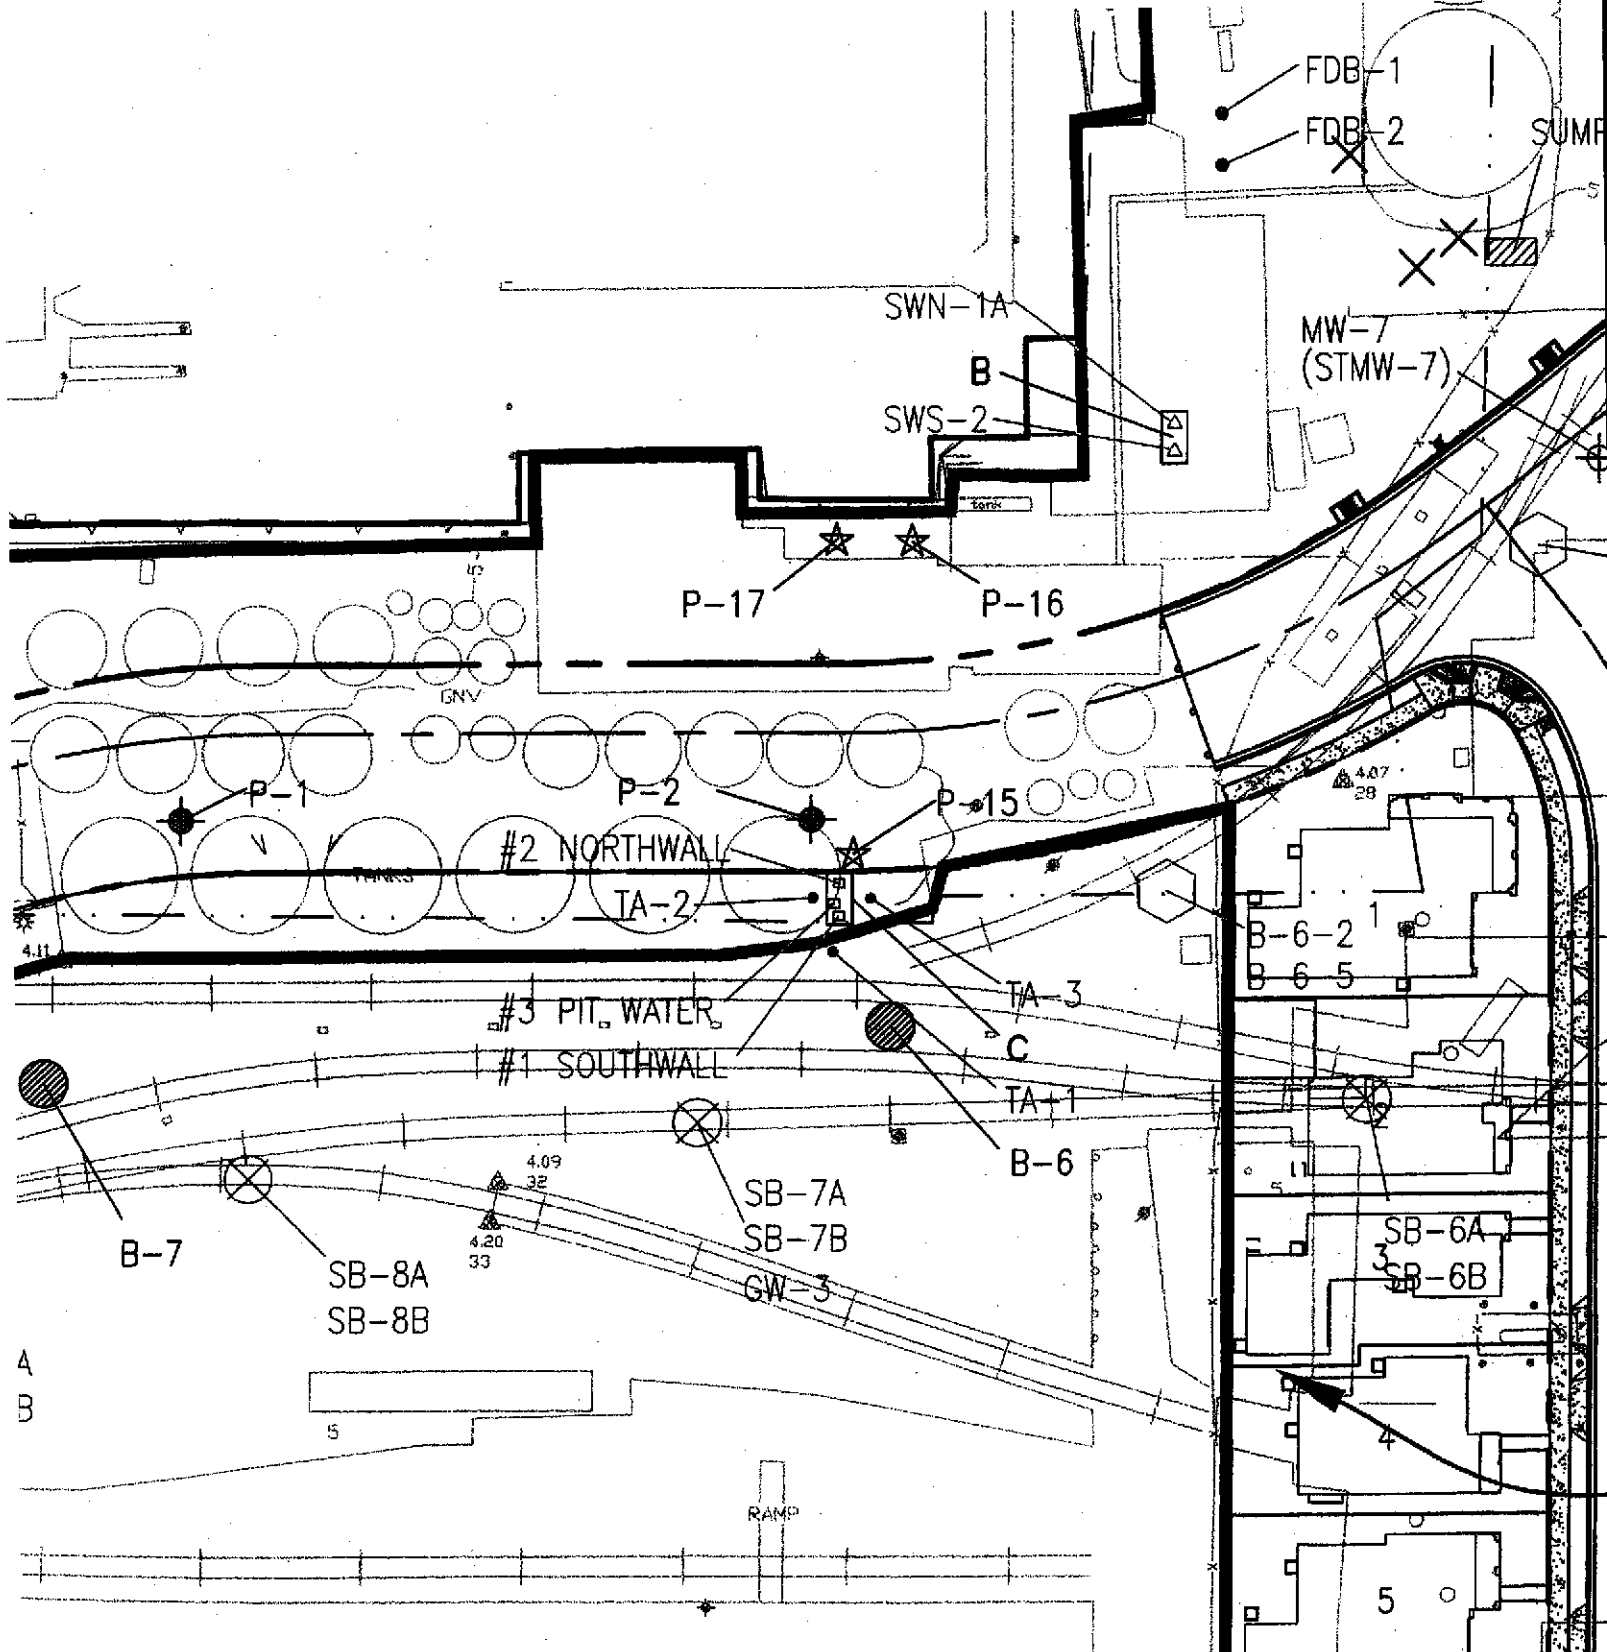 FDB-1
FDB-2
SUMP
SWN-1A
B
SWS-2
MW-7
(STMW-7)
tank
P-17
P-16
GNV
P-1
P-2
P-15
4.07
28
#2 NORTHWALL
TANKS
TA-2
1
B-6-2
B-6-5
4.11
#3 PIT WATER
TA-3
C
#1 SOUTHWALL
TA-1
2
B-6
4.09
32
SB-7A
SB-7B
GW-3
4.20
33
B-7
SB-8A
SB-8B
11
SB-6A
3
SB-6B
A
B
15
4
RAMP
5